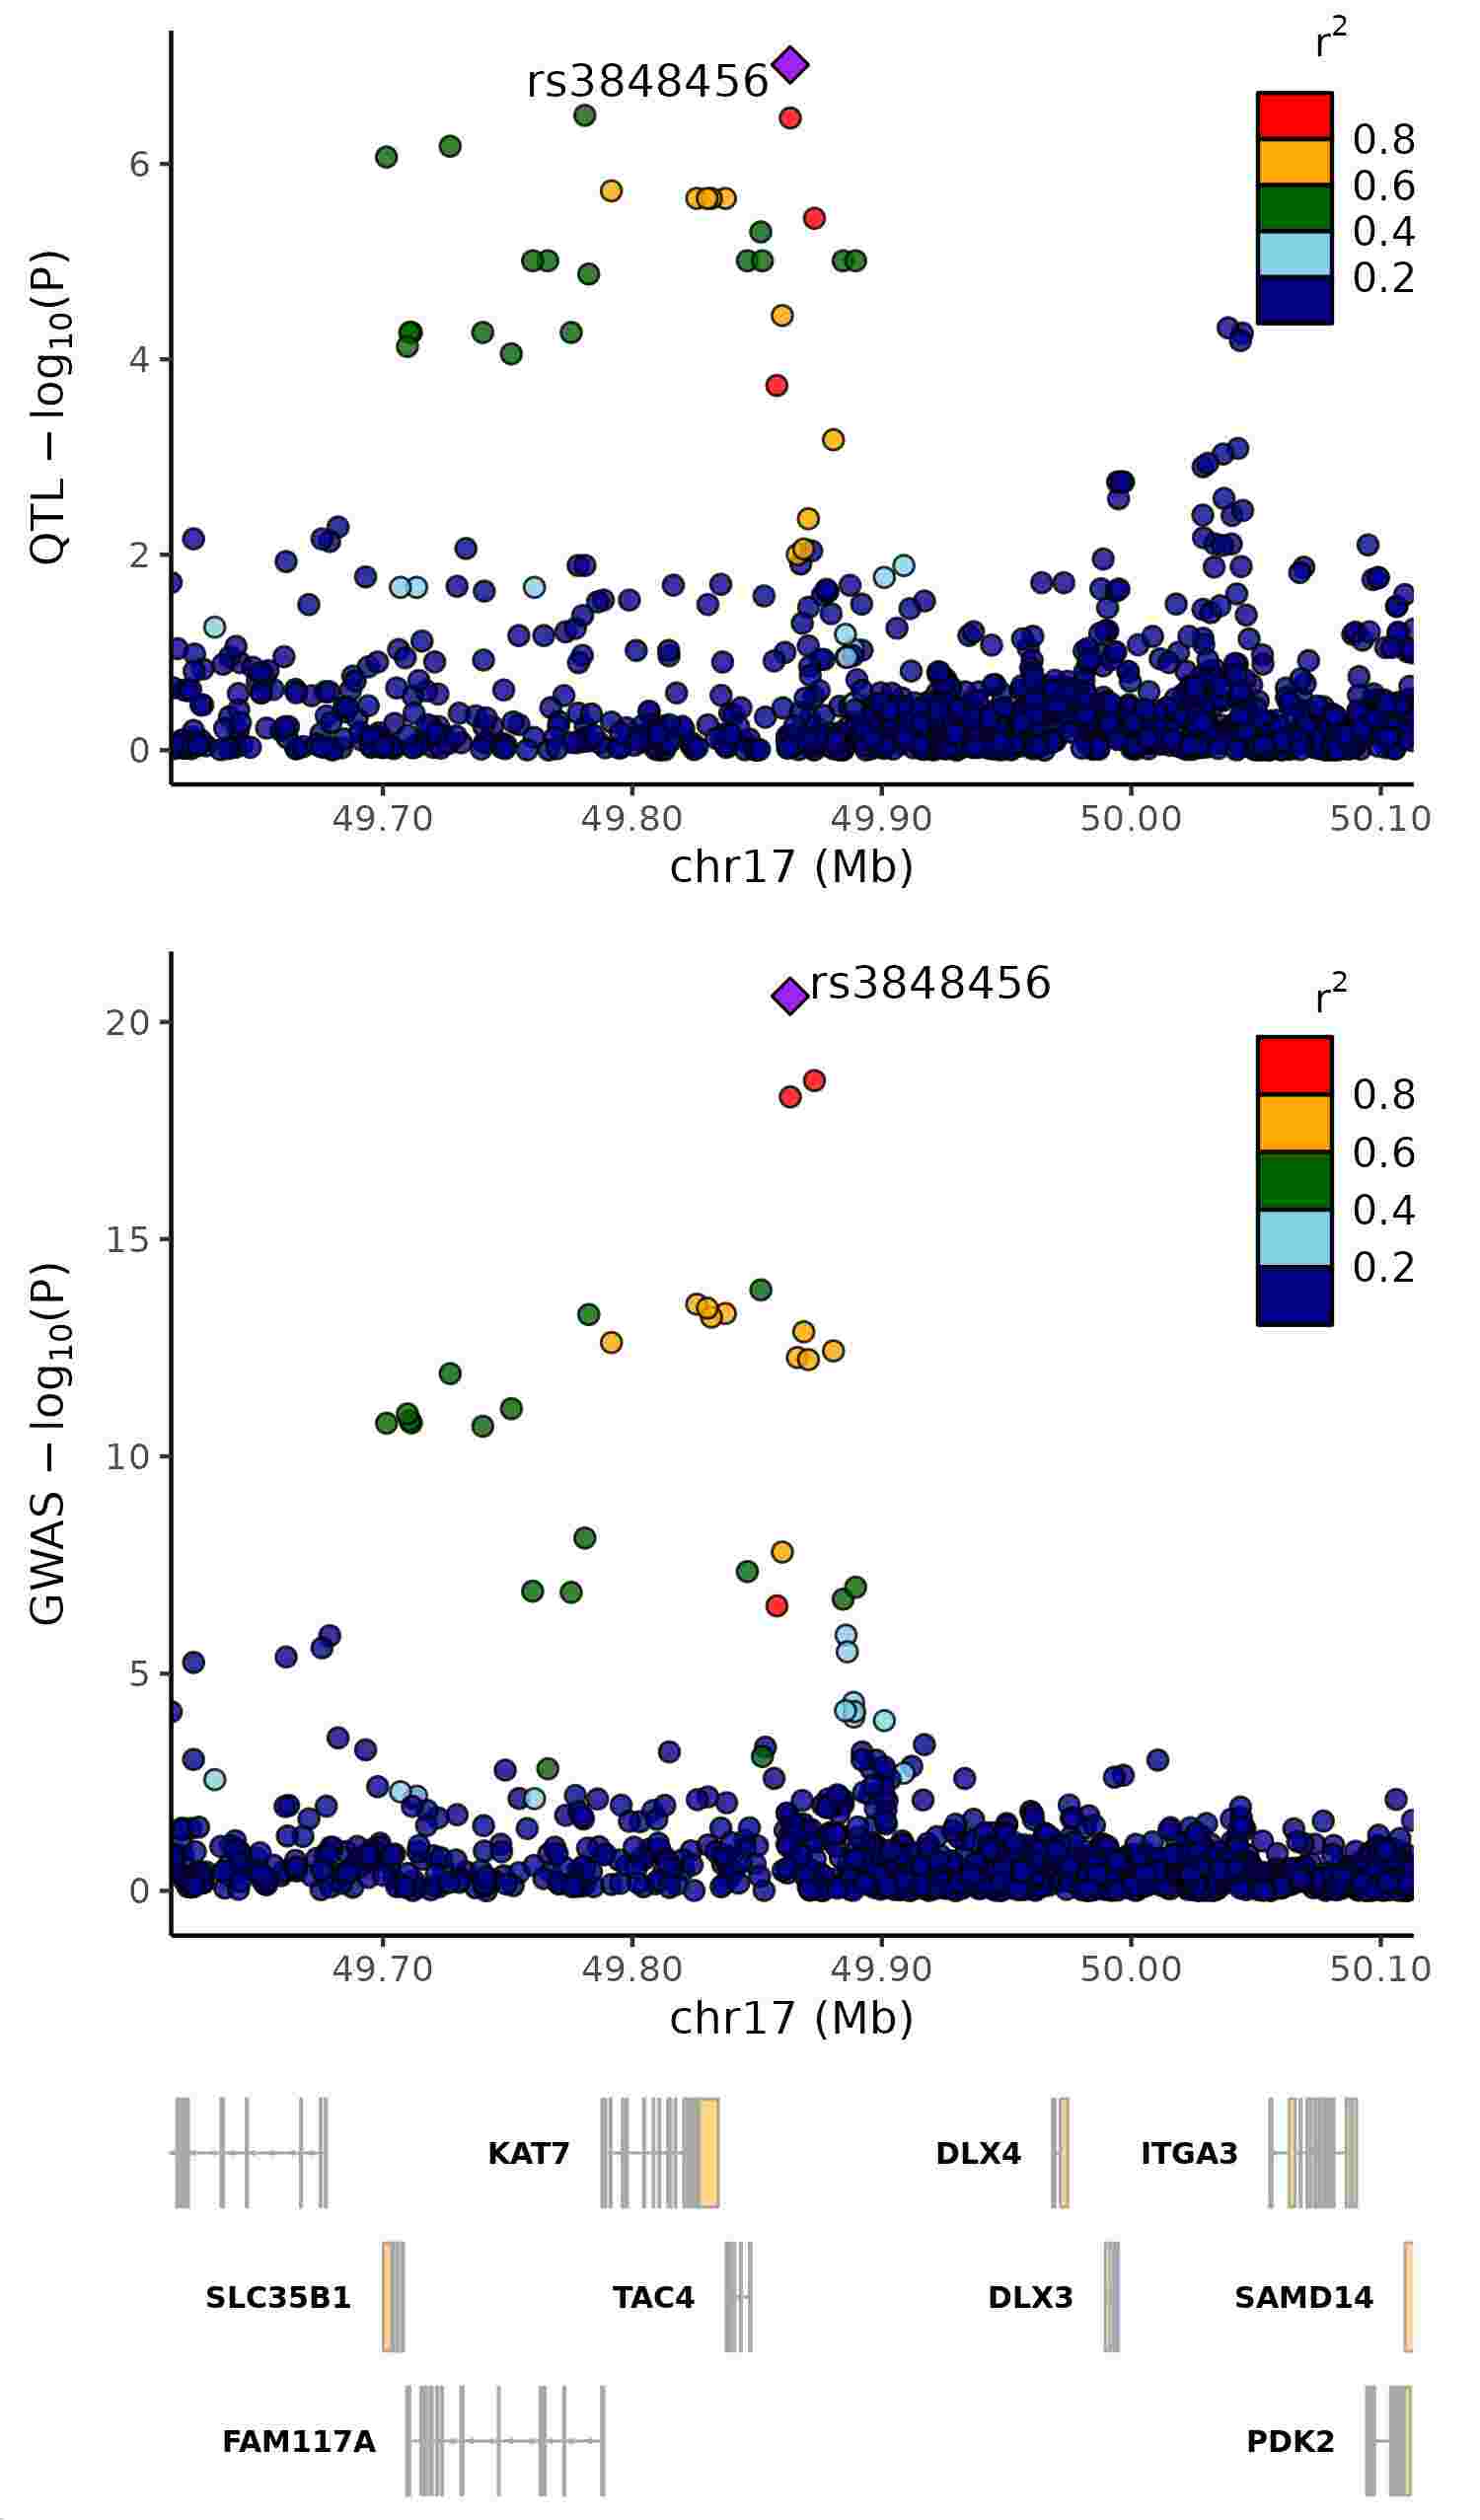 r2
rs3848456
0.8
0.6
0.4
0.2
6
4
2
0
QTL −log10(P)
49.70 49.80 49.90 50.00 50.10
chr17 (Mb)
rs3848456
r2
0.8
0.6
0.4
0.2
20
15
10
5
0
GWAS −log10(P)
49.70 49.80 49.90 50.00 50.10
chr17 (Mb)
KAT7 DLX4 ITGA3
SLC35B1 TAC4 DLX3 SAMD14
FAM117A PDK2